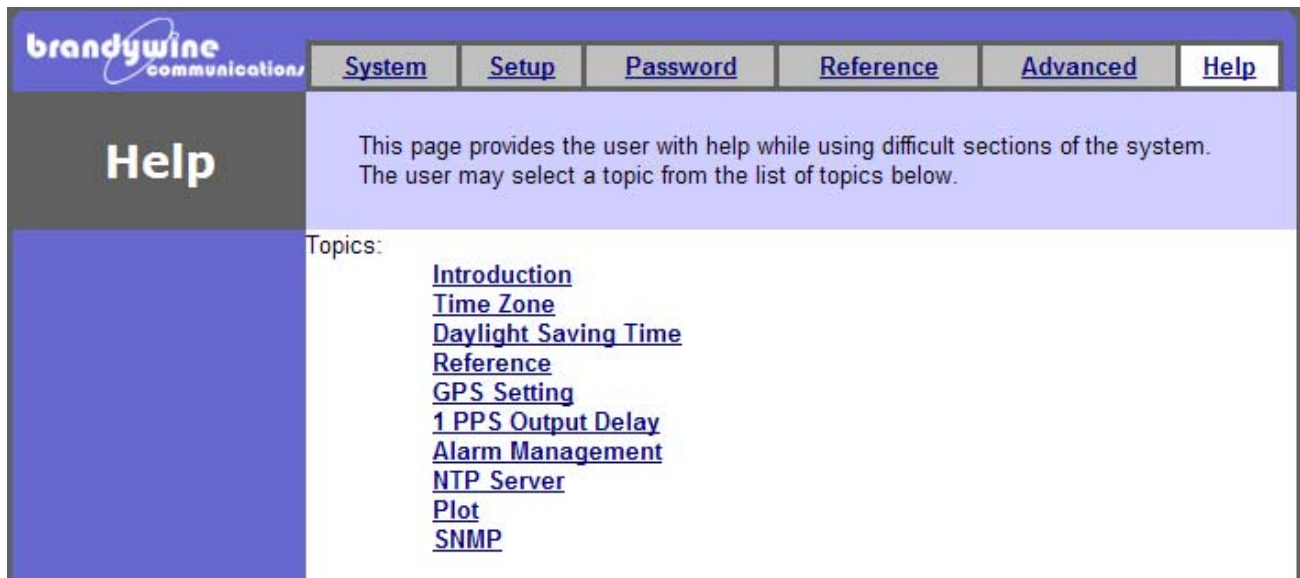 brandywine
communications
System Setup Password Reference Advanced Help
Help
This page provides the user with help while using difficult sections of the system.
The user may select a topic from the list of topics below.
Topics:
Introduction
Time Zone
Daylight Saving Time
Reference
GPS Setting
1 PPS Output Delay
Alarm Management
NTP Server
Plot
SNMP